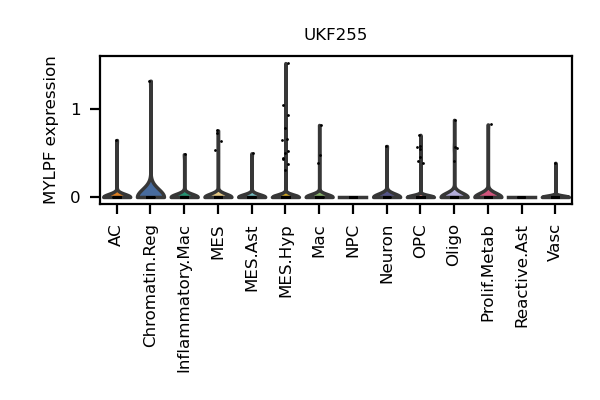 UKF255
MYLPF expression
1
0
AC
Chromatin.Reg
Inflammatory.Mac
MES
MES.Ast
MES.Hyp
Mac
NPC
Neuron
OPC
Oligo
Prolif.Metab
Reactive.Ast
Vasc